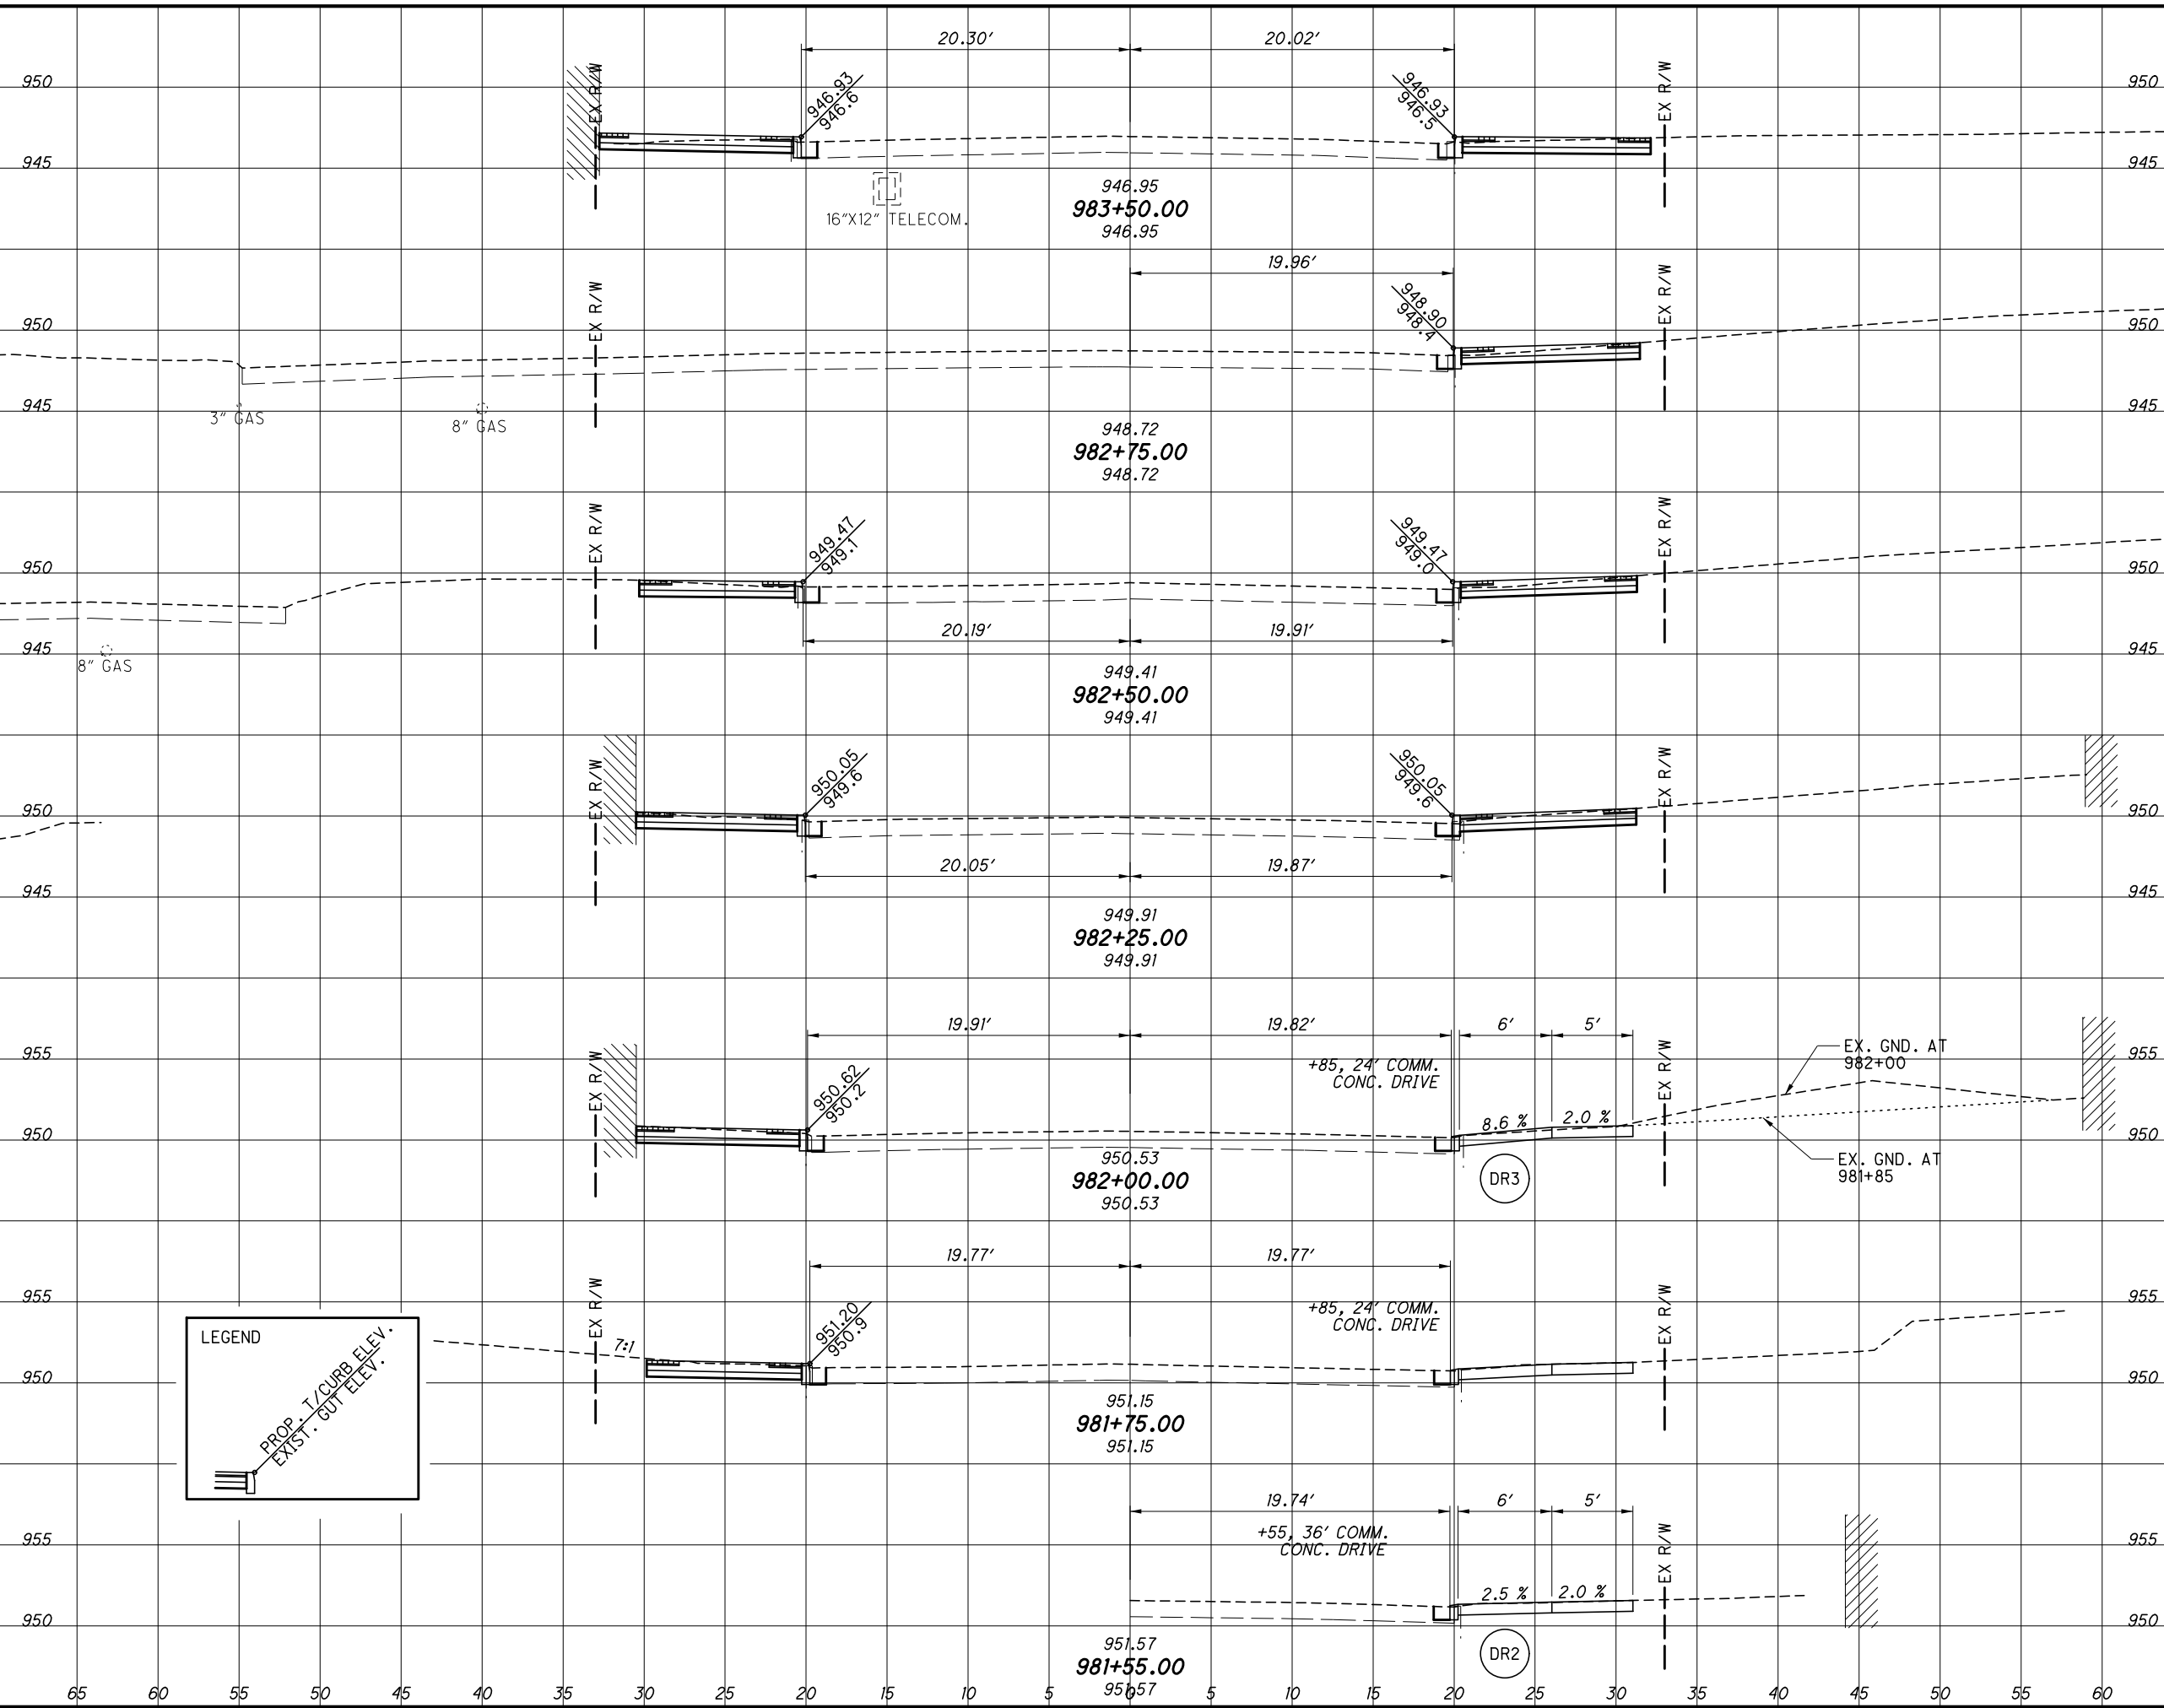 20.30′ 20.02′
EX R/W EX R/W
950 950
946.93 946.93
946.6 946.5
945 945
946.95
983+50.00
946.95
16″X12″ TELECOM.
19.96′
EX R/W EX R/W
948.90
948.4
950 950
945 945
3″ GAS 8″ GAS
948.72
982+75.00
948.72
EX R/W EX R/W
949.47 949.47
949.1 949.0
950 950
20.19′ 19.91′
945 945
8″ GAS
949.41
982+50.00
949.41
EX R/W EX R/W
950.05 950.05
949.6 949.6
950 950
20.05′ 19.87′
945 945
949.91
982+25.00
949.91
19.91′ 19.82′ 6′ 5′
955 955
EX R/W EX R/W
+85, 24′ COMM.
CONC. DRIVE
EX. GND. AT
982+00
950.62
950.2
8.6 % 2.0 %
950 950
EX. GND. AT
981+85
950.53
982+00.00
950.53
DR3
19.77′ 19.77′
955 955
EX R/W EX R/W
+85, 24′ COMM.
CONC. DRIVE
951.20
950.9
7:1
950 950
951.15
981+75.00
951.15
LEGEND
PROP. T/CURB ELEV.
EXIST. GUT ELEV.
19.74′ 6′ 5′
+55, 36′ COMM.
CONC. DRIVE
955 955
EX R/W
2.5 % 2.0 %
950 950
951.57
981+55.00
951.57
DR2
65 60 55 50 45 40 35 30 25 20 15 10 5 0 5 10 15 20 25 30 35 40 45 50 55 60